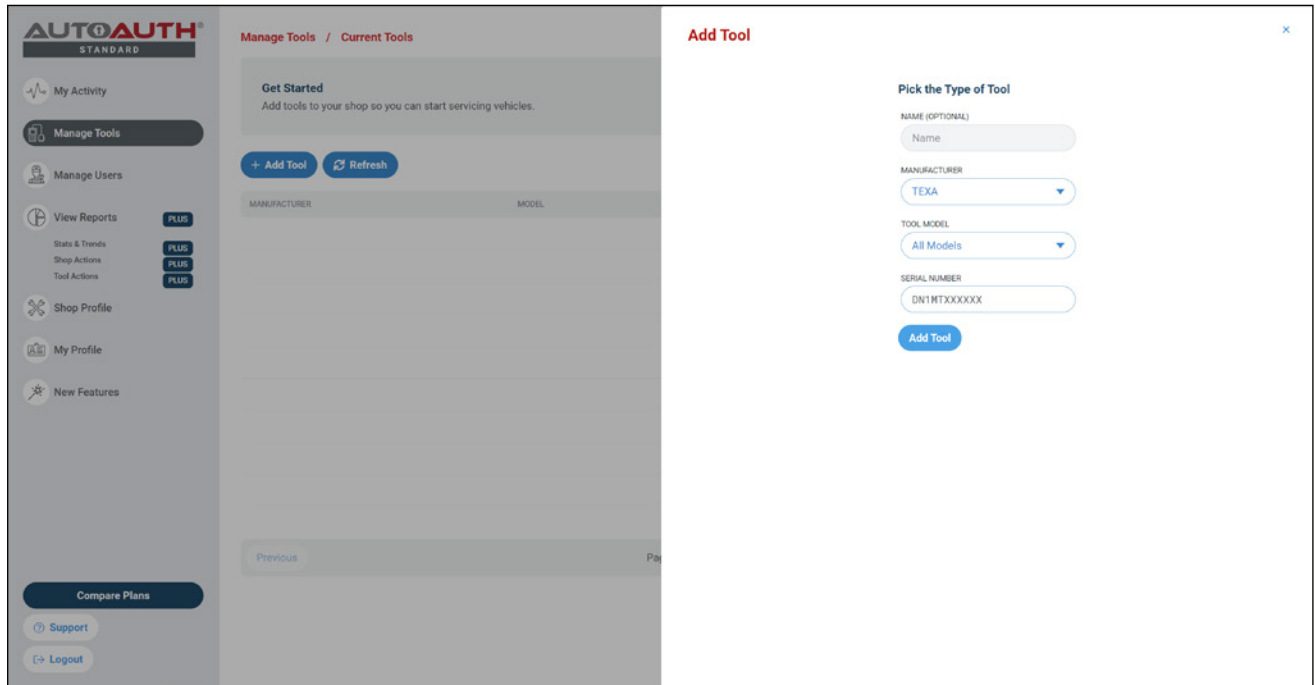 AUTOAUTH®
STANDARD
My Activity
Manage Tools
Manage Users
View Reports PLUS
Stats & Trends PLUS
Shop Actions PLUS
Tool Actions PLUS
Shop Profile
My Profile
New Features
Compare Plans
Support
Logout
Manage Tools / Current Tools
Get Started
Add tools to your shop so you can start servicing vehicles.
+ Add Tool Refresh
MANUFACTURER MODEL
Previous Pag
Add Tool ×
Pick the Type of Tool
NAME (OPTIONAL)
Name
MANUFACTURER
TEXA
TOOL MODEL
All Models
SERIAL NUMBER
DN1MTXXXXXX
Add Tool